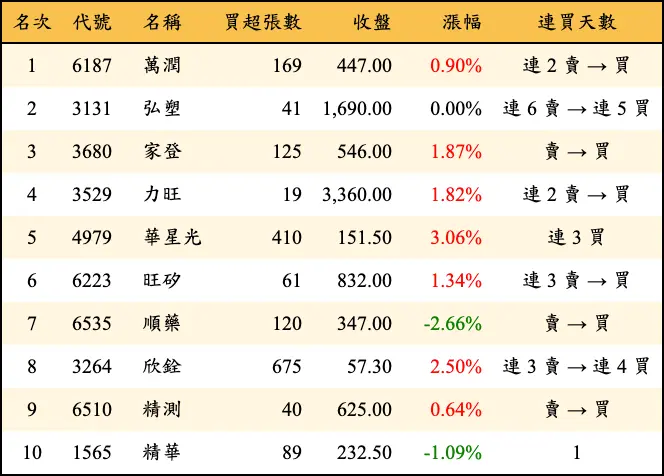 名次 代號 名稱 買超張數 收盤 漲幅 連買天數
1 6187 萬潤 169 447.00 0.90% 連 2 賣 → 買
2 3131 弘塑 41 1,690.00 0.00% 連 6 賣 → 連 5 買
3 3680 家登 125 546.00 1.87% 賣 → 買
4 3529 力旺 19 3,360.00 1.82% 連 2 賣 → 買
5 4979 華星光 410 151.50 3.06% 連 3 買
6 6223 旺矽 61 832.00 1.34% 連 3 賣 → 買
7 6535 順藥 120 347.00 -2.66% 賣 → 買
8 3264 欣銓 675 57.30 2.50% 連 3 賣 → 連 4 買
9 6510 精測 40 625.00 0.64% 賣 → 買
10 1565 精華 89 232.50 -1.09% 1